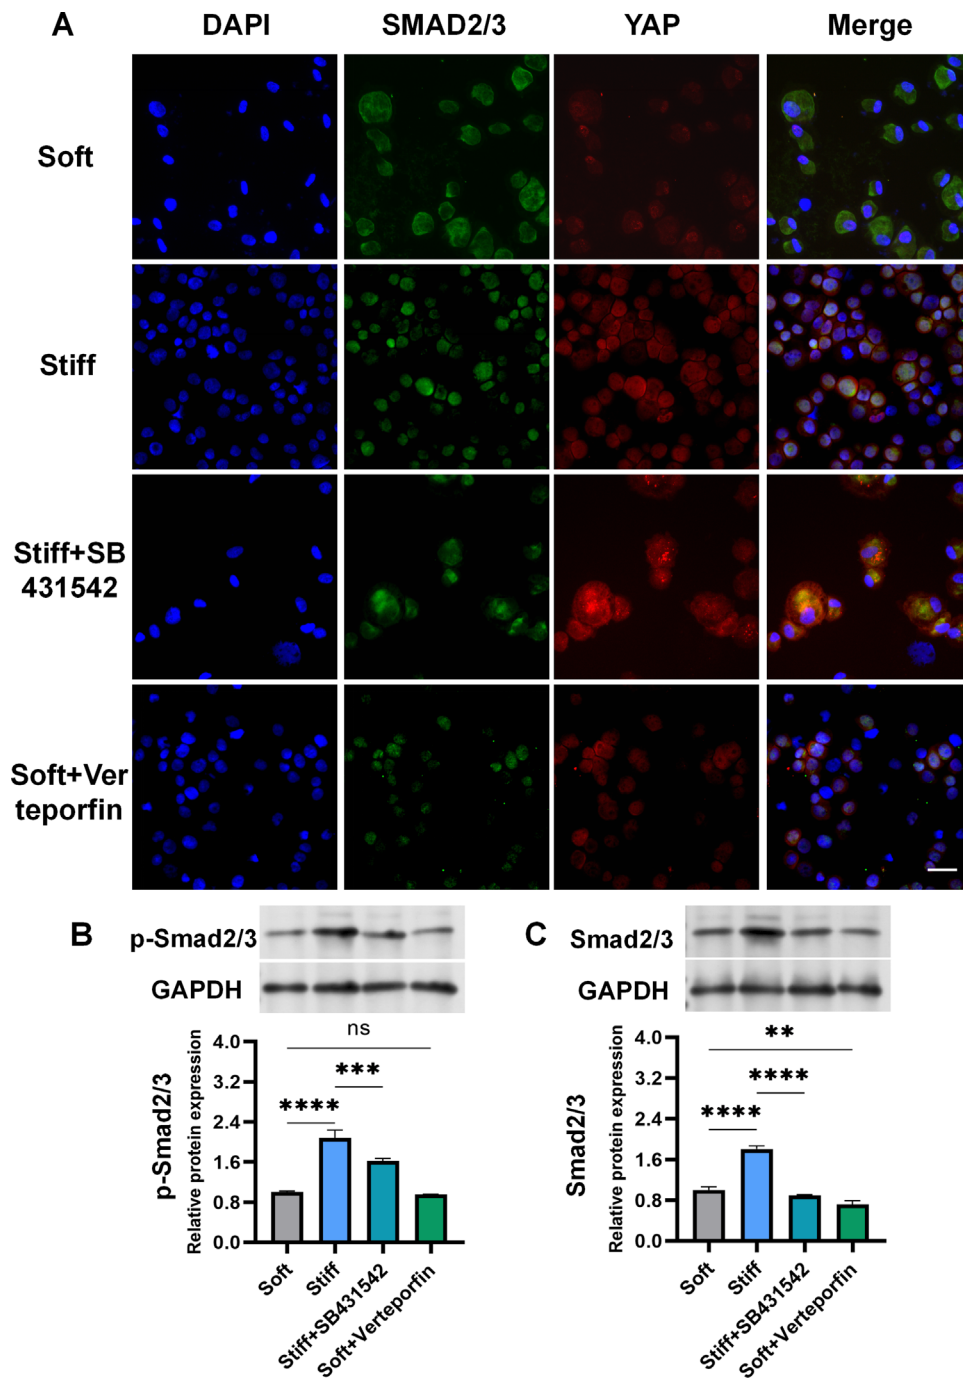 A DAPI SMAD2/3 YAP Merge
Soft
Stiff
Stiff+SB
431542
Soft+Ver
teporfin
B
p-Smad2/3
GAPDH
ns
***
****
p-Smad2/3
Relative protein expression
4.0
3.2
2.4
1.6
0.8
0.0
Soft
Stiff
Stiff+SB431542
Soft+Verteporfin
C
Smad2/3
GAPDH
**
****
****
Smad2/3
Relative protein expression
4.0
3.2
2.4
1.6
0.8
0.0
Soft
Stiff
Stiff+SB431542
Soft+Verteporfin